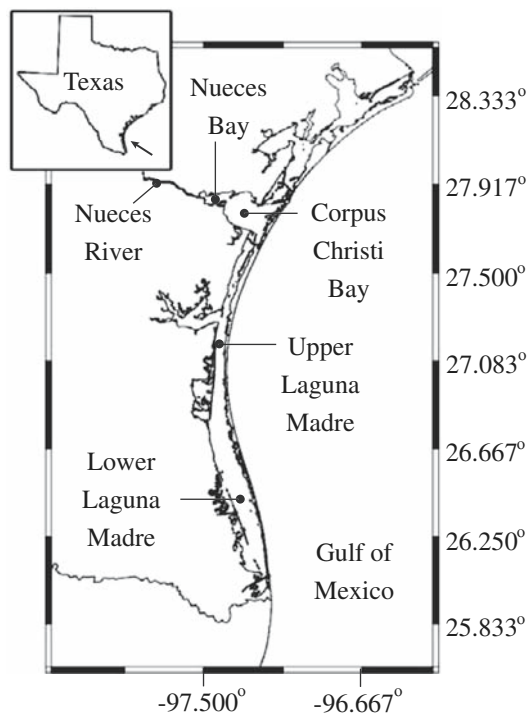 Texas
Nueces
Bay
28.333°
27.917°
Nueces
River
Corpus
Christi
Bay
27.500°
27.083°
Upper
Laguna
Madre
26.667°
Lower
Laguna
Madre
26.250°
Gulf of
Mexico
25.833°
-97.500°
-96.667°